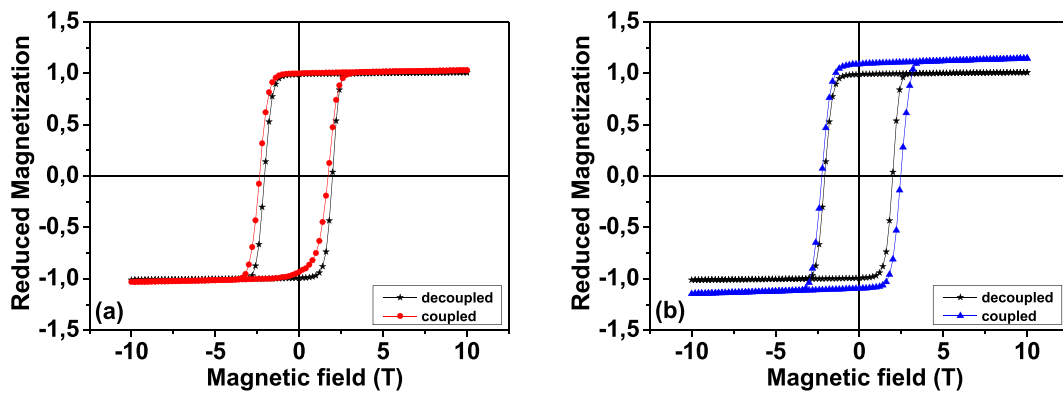 1,5
1,0
0,5
0,0
-0,5
-1,0
-1,5
Reduced Magnetization
(a)
decoupled
coupled
-10 -5 0 5 10
Magnetic field (T)
1,5
1,0
0,5
0,0
-0,5
-1,0
-1,5
Reduced Magnetization
(b)
decoupled
coupled
-10 -5 0 5 10
Magnetic field (T)